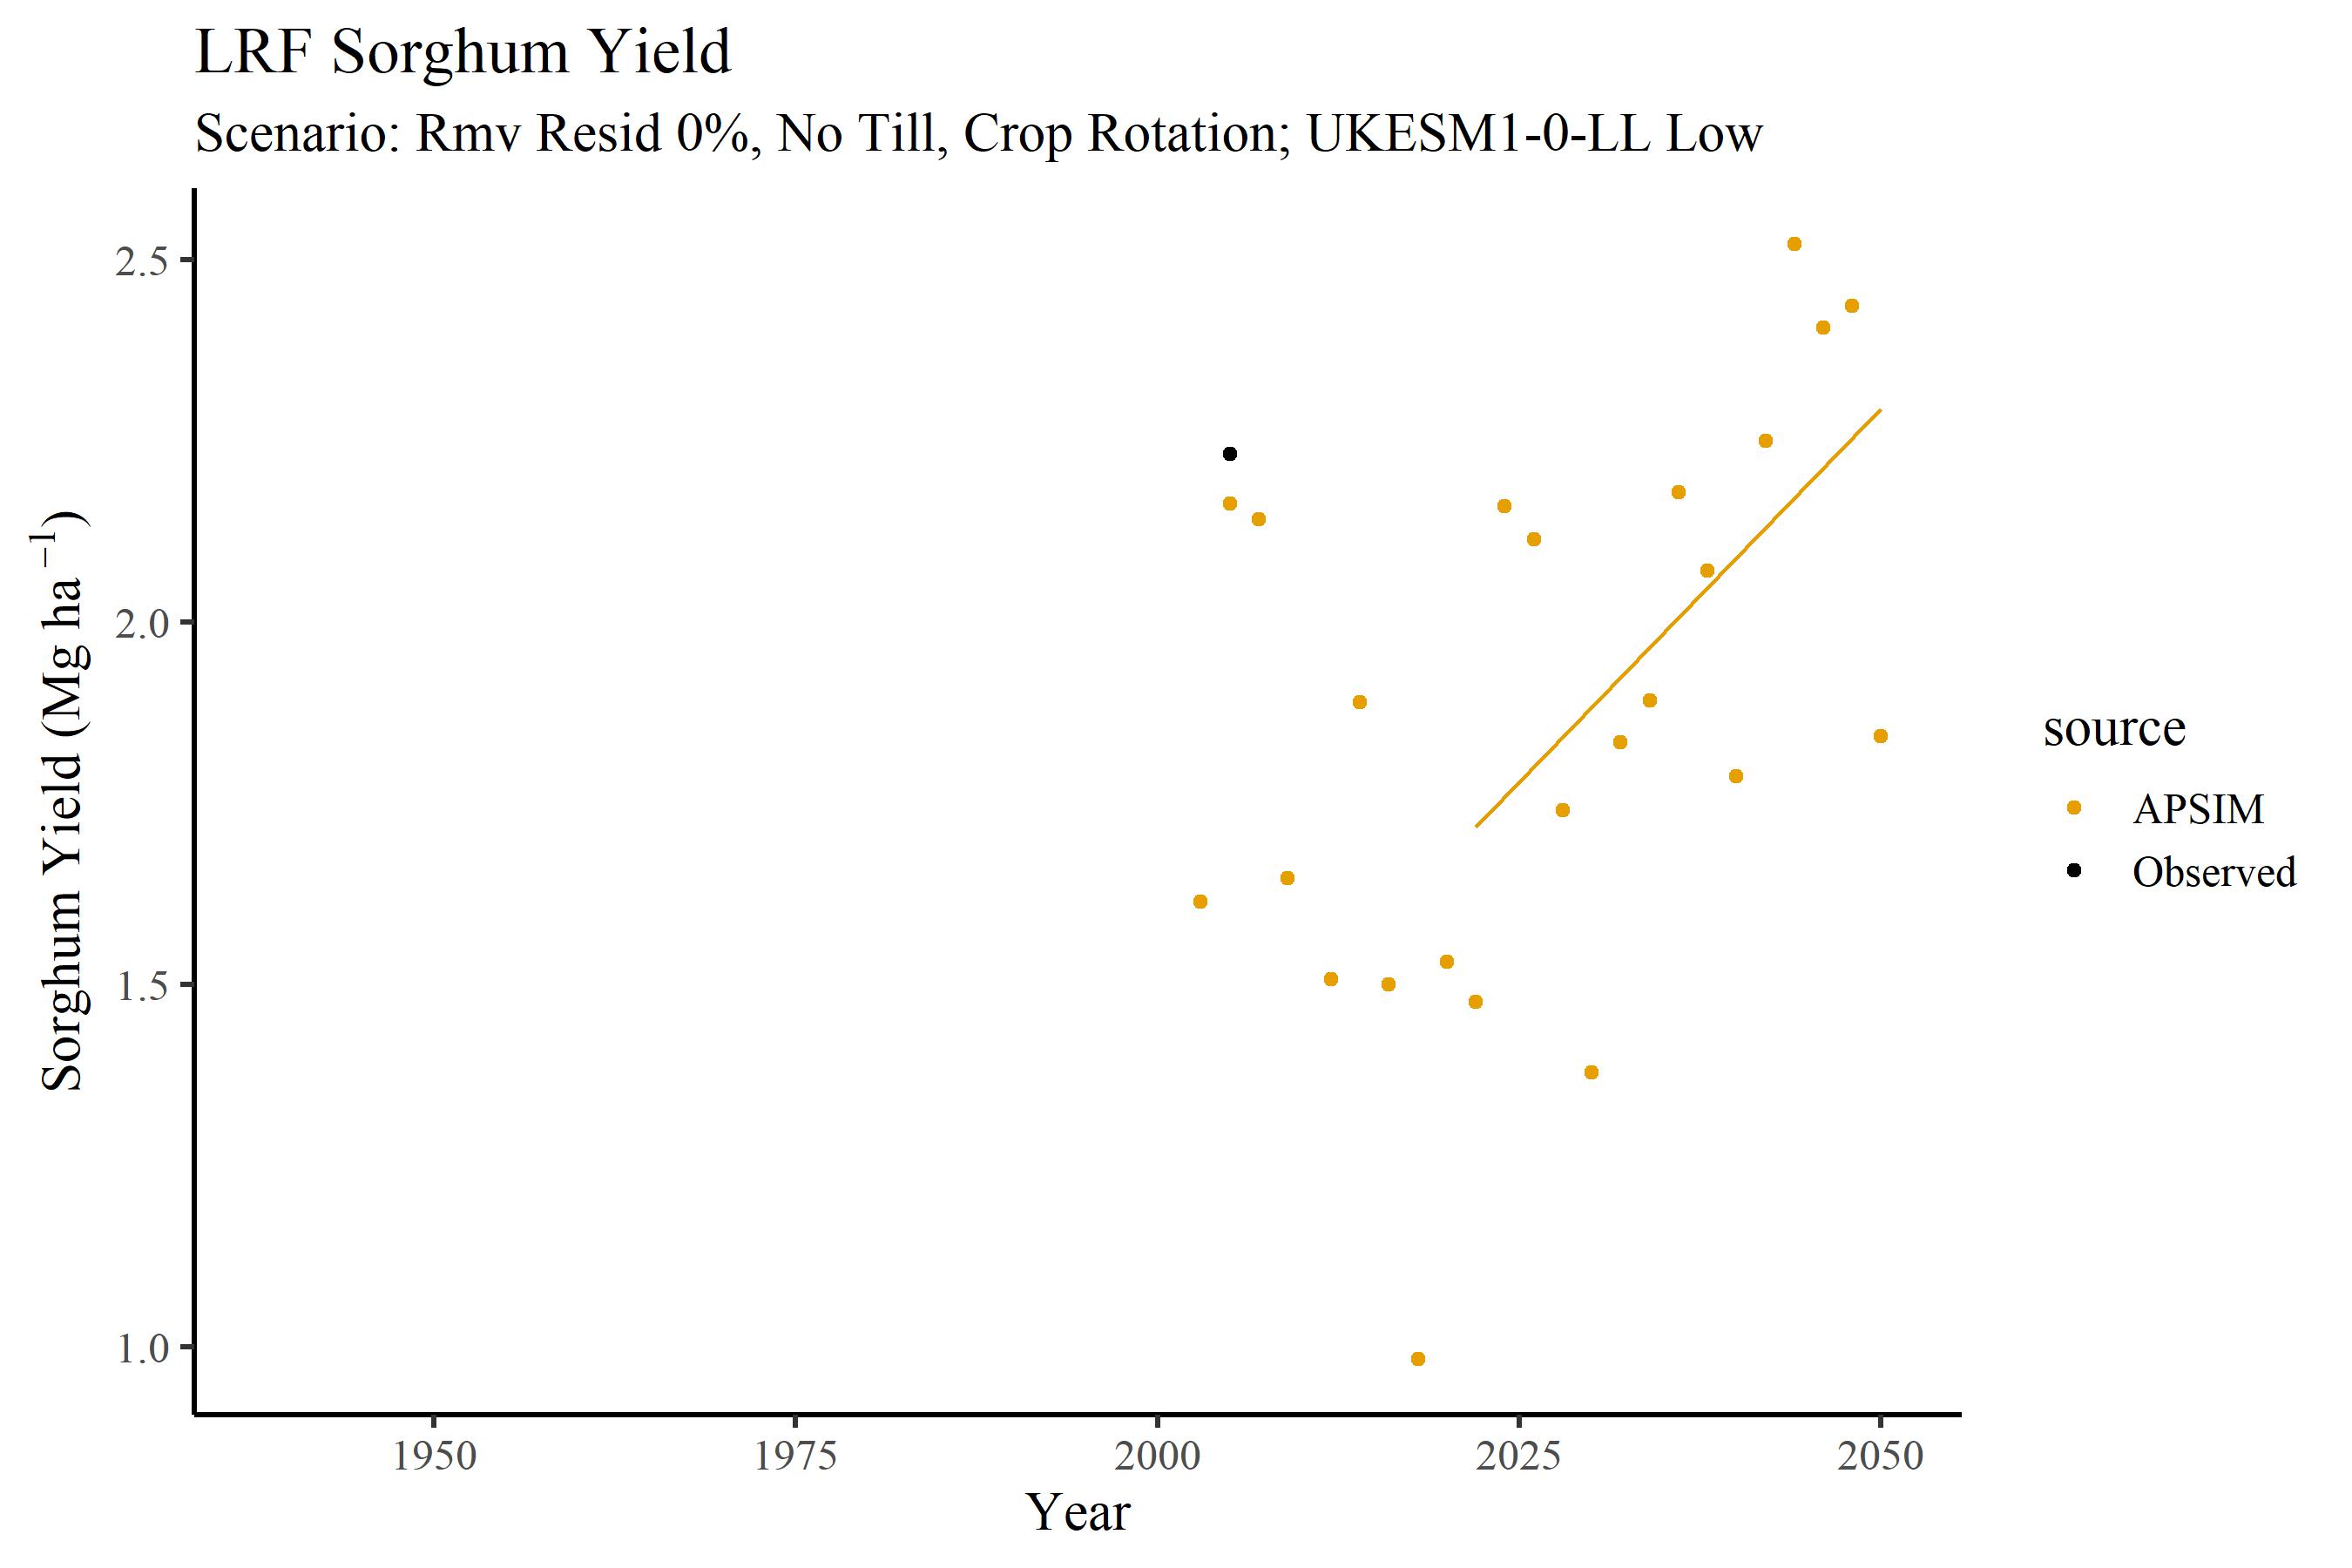 LRF Sorghum Yield
Scenario: Rmv Resid 0%, No Till, Crop Rotation; UKESM1-0-LL Low
Sorghum Yield (Mg ha⁻¹)
2.5
2.0
1.5
1.0
1950 1975 2000 2025 2050
Year
source
APSIM
Observed